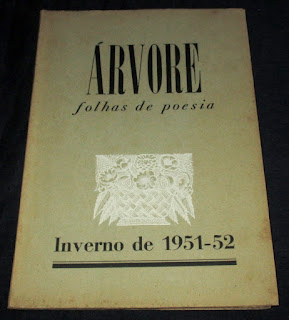 ÁRVORE
folhas de poesia
Inverno de 1951-52